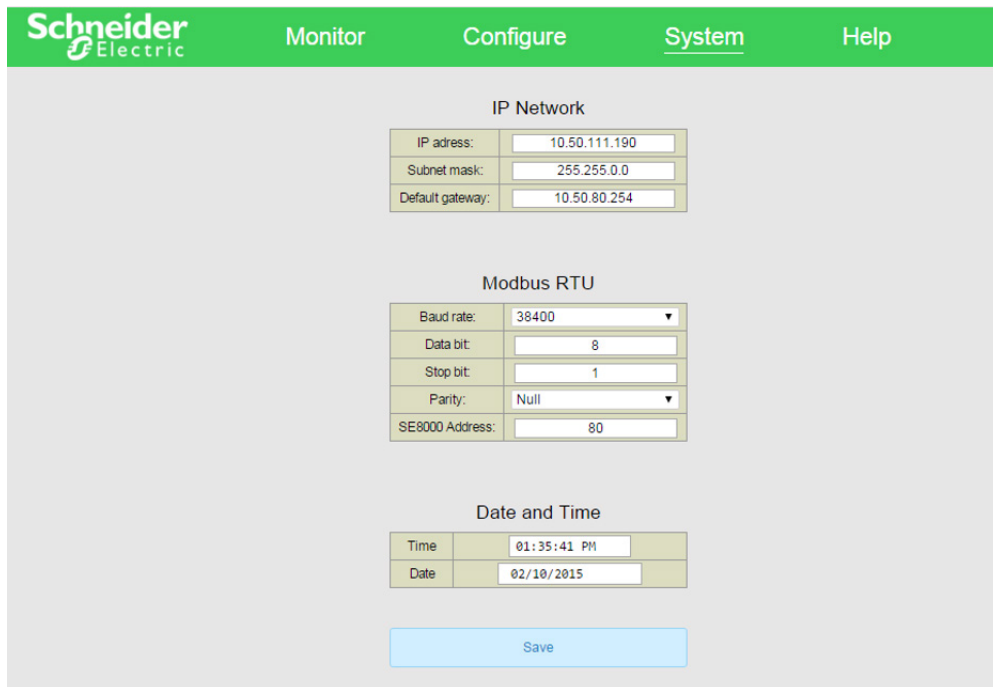 Schneider
Electric
Monitor Configure System Help
IP Network
IP adress: 10.50.111.190
Subnet mask: 255.255.0.0
Default gateway: 10.50.80.254
Modbus RTU
Baud rate: 38400
Data bit: 8
Stop bit: 1
Parity: Null
SE8000 Address: 80
Date and Time
Time 01:35:41 PM
Date 02/10/2015
Save